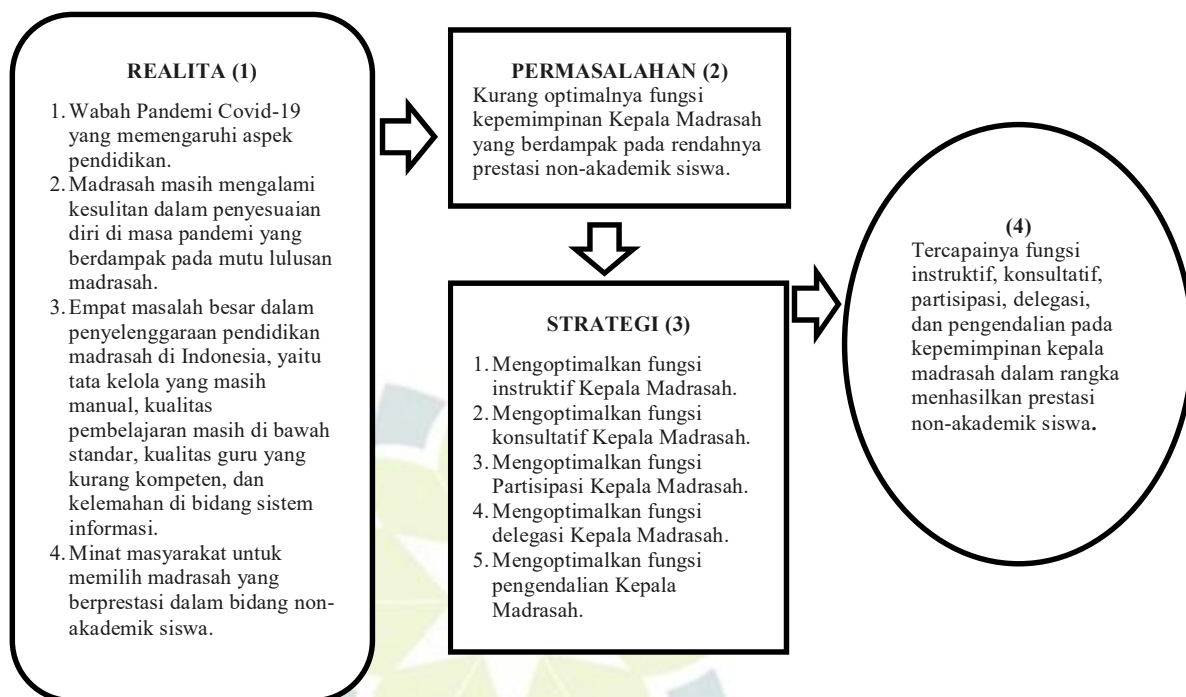 REALITA (1)
1. Wabah Pandemi Covid-19
yang memengaruhi aspek
pendidikan.
2. Madrasah masih mengalami
kesulitan dalam penyesuaian
diri di masa pandemi yang
berdampak pada mutu lulusan
madrasah.
3. Empat masalah besar dalam
penyelenggaraan pendidikan
madrasah di Indonesia, yaitu
tata kelola yang masih
manual, kualitas
pembelajaran masih di bawah
standar, kualitas guru yang
kurang kompeten, dan
kelemahan di bidang sistem
informasi.
4. Minat masyarakat untuk
memilih madrasah yang
berprestasi dalam bidang non-
akademik siswa.
PERMASALAHAN (2)
Kurang optimalnya fungsi
kepemimpinan Kepala Madrasah
yang berdampak pada rendahnya
prestasi non-akademik siswa.
STRATEGI (3)
1. Mengoptimalkan fungsi
instruktif Kepala Madrasah.
2. Mengoptimalkan fungsi
konsultatif Kepala Madrasah.
3. Mengoptimalkan fungsi
Partisipasi Kepala Madrasah.
4. Mengoptimalkan fungsi
delegasi Kepala Madrasah.
5. Mengoptimalkan fungsi
pengendalian Kepala
Madrasah.
(4)
Tercapainya fungsi
instruktif, konsultatif,
partisipasi, delegasi,
dan pengendalian pada
kepemimpinan kepala
madrasah dalam rangka
menhasilkan prestasi
non-akademik siswa.